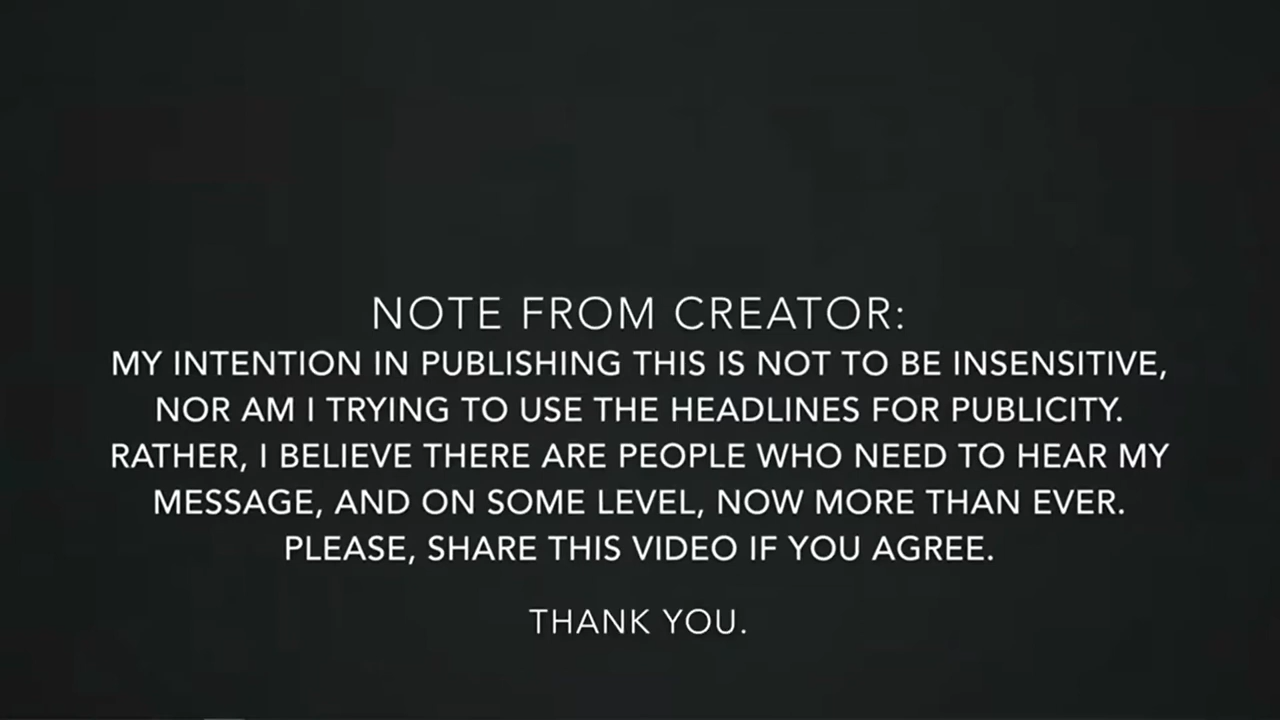 NOTE FROM CREATOR:
MY INTENTION IN PUBLISHING THIS IS NOT TO BE INSENSITIVE,
NOR AM I TRYING TO USE THE HEADLINES FOR PUBLICITY.
RATHER, I BELIEVE THERE ARE PEOPLE WHO NEED TO HEAR MY
MESSAGE, AND ON SOME LEVEL, NOW MORE THAN EVER.
PLEASE, SHARE THIS VIDEO IF YOU AGREE.
THANK YOU.